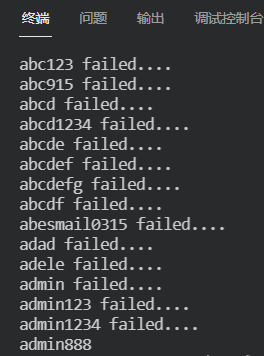 终端 问题 输出 调试控制台
abc123 failed....
abc915 failed....
abcd failed....
abcd1234 failed....
abcde failed....
abcdef failed....
abcdefg failed....
abcdf failed....
abesmail0315 failed....
adad failed....
adele failed....
admin failed....
admin123 failed....
admin1234 failed....
admin888